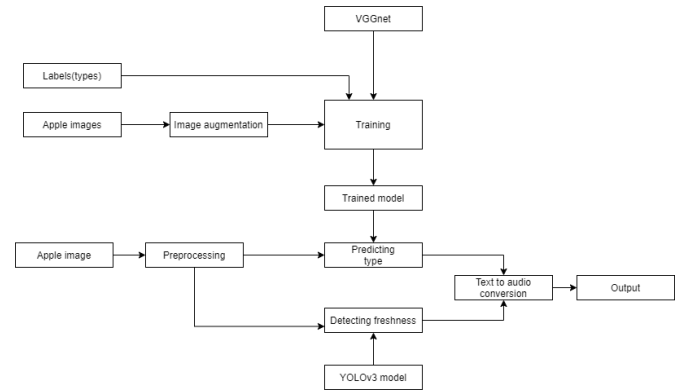 VGGnet
Labels(types)
Apple images
Image augmentation
Training
Trained model
Apple image
Preprocessing
Predicting
type
Text to audio
conversion
Output
Detecting freshness
YOLOv3 model